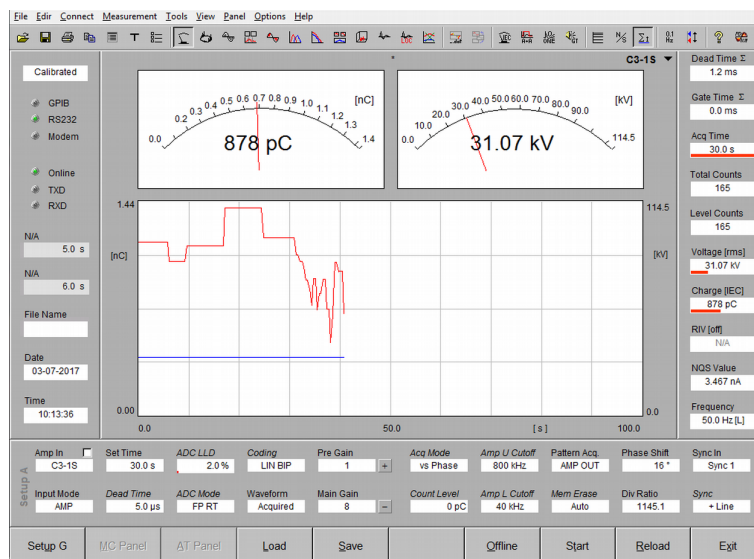 File Edit Connect Measurement Tools View Panel Options Help
T LOC IEC R+R IQ/RE ONE *GT N/S Σ1 0.1 Hz ?
Calibrated
GPIB
RS232
Modem
Online
TXD
RXD
N/A
5.0 s
N/A
6.0 s
File Name
Date
03-07-2017
Time
10:13:36
* C3-1S
0.0 0.2 0.3 0.4 0.5 0.6 0.7 0.8 0.9 1.0 1.1 1.2 1.3 1.4 [nC]
878 pC
0.0 10.0 20.0 30.0 40.0 50.0 60.0 70.0 80.0 90.0 114.5 [kV]
31.07 kV
1.44
[nC]
0.00
114.5
[kV]
0.0
0.0 50.0 [s] 100.0
Dead Time Σ
1.2 ms
Gate Time Σ
0.0 ms
Acq Time
30.0 s
Total Counts
165
Level Counts
165
Voltage [rms]
31.07 kV
Charge [IEC]
878 pC
RIV [off]
N/A
NQS Value
3.467 nA
Frequency
50.0 Hz [L]
Setup A
Amp In Set Time ADC LLD Coding Pre Gain Acq Mode Amp U Cutoff Pattern Acq. Phase Shift Sync In
C3-1S 30.0 s 2.0% LIN BIP 1 + vs Phase 800 kHz AMP OUT 16 ° Sync 1
Input Mode Dead Time ADC Mode Waveform Main Gain Count Level Amp L Cutoff Mem Erase Div Ratio Sync
AMP 5.0 µs FP RT Acquired 8 − 0 pC 40 kHz Auto 1145.1 + Line
Setup G MC Panel AT Panel Load Save Offline Start Reload Exit